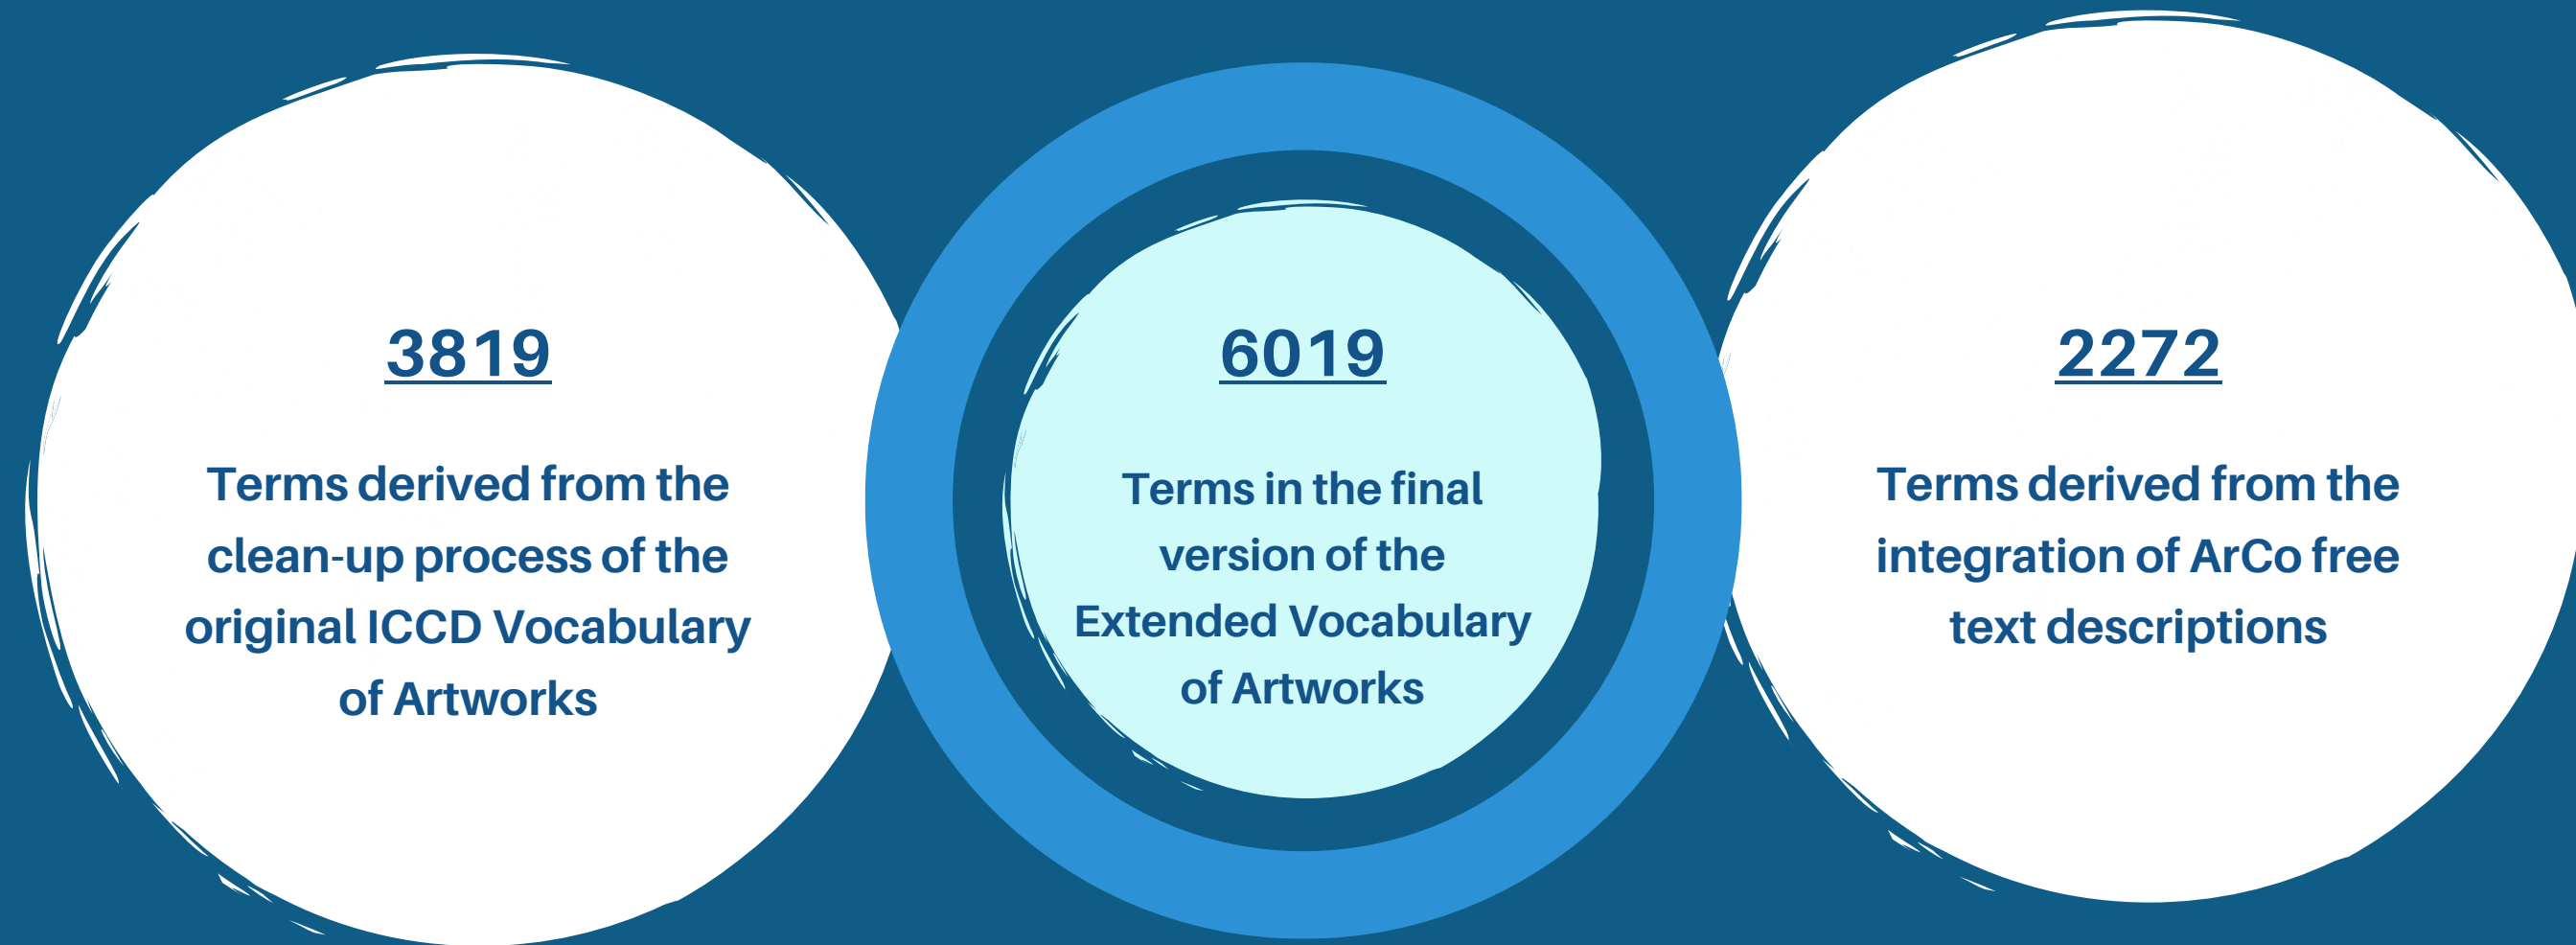 3819
Terms derived from the
clean-up process of the
original ICCD Vocabulary
of Artworks
6019
Terms in the final
version of the
Extended Vocabulary
of Artworks
2272
Terms derived from the
integration of ArCo free
text descriptions